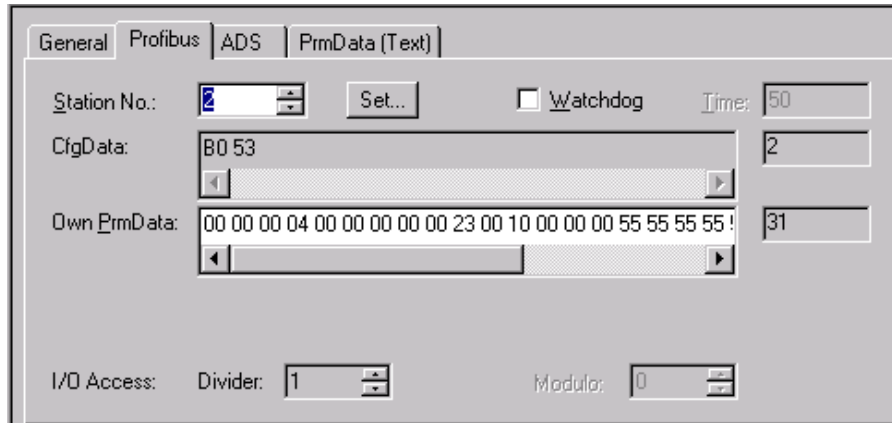 General Profibus ADS PrmData (Text)
Station No.: 2 Set... Watchdog Time: 50
CfgData: B0 53 2
Own PrmData: 00 00 00 04 00 00 00 00 00 23 00 10 00 00 00 55 55 55 55 31
I/O Access: Divider: 1 Modulo: 0